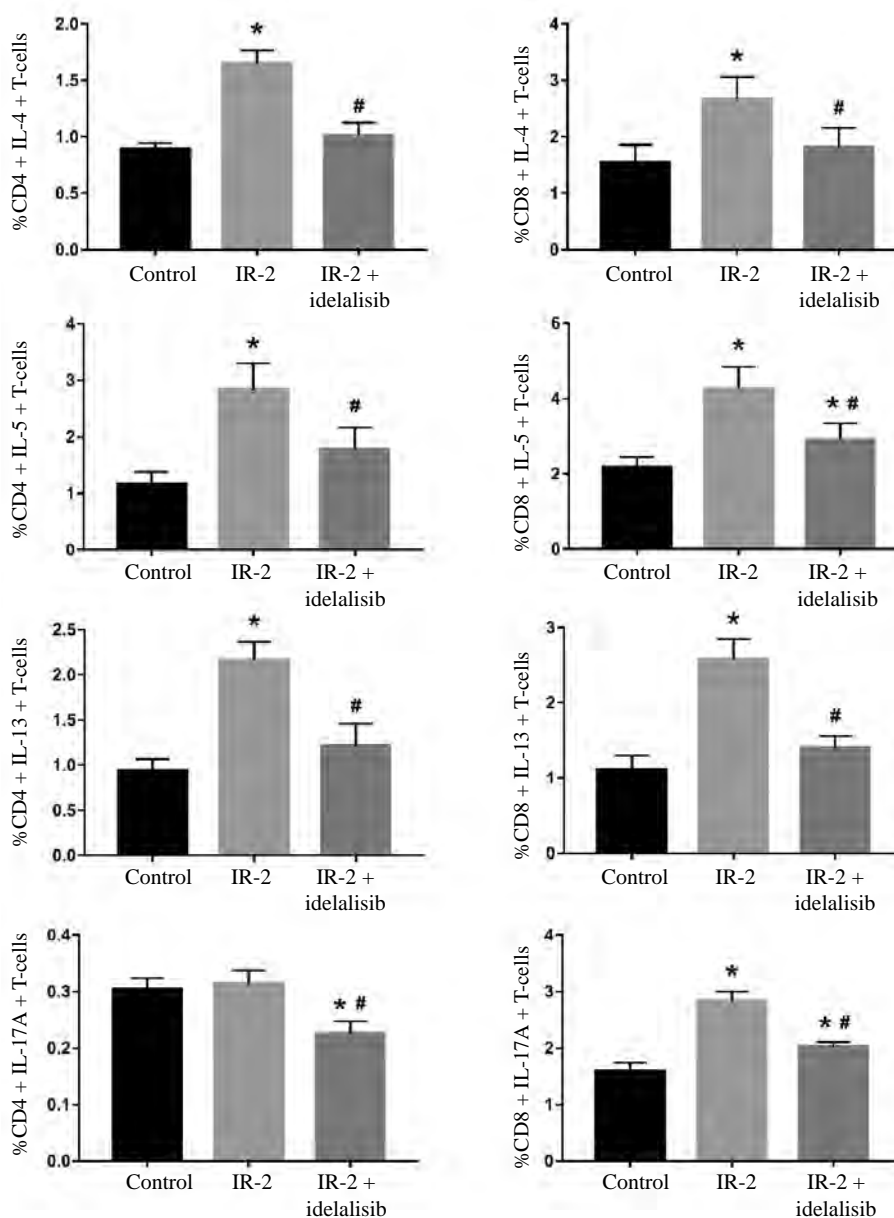 %CD4 + IL-4 + T-cells
2.0
1.5
1.0
0.5
0.0
*
#
Control
IR-2
IR-2 +
idelalisib
%CD8 + IL-4 + T-cells
4
3
2
1
0
*
#
Control
IR-2
IR-2 +
idelalisib
%CD4 + IL-5 + T-cells
4
3
2
1
0
*
#
Control
IR-2
IR-2 +
idelalisib
%CD8 + IL-5 + T-cells
6
4
2
0
*
* #
Control
IR-2
IR-2 +
idelalisib
%CD4 + IL-13 + T-cells
2.5
2.0
1.5
1.0
0.5
0.0
*
#
Control
IR-2
IR-2 +
idelalisib
%CD8 + IL-13 + T-cells
3
2
1
0
*
#
Control
IR-2
IR-2 +
idelalisib
%CD4 + IL-17A + T-cells
0.4
0.3
0.2
0.1
0.0
* #
Control
IR-2
IR-2 +
idelalisib
%CD8 + IL-17A + T-cells
4
3
2
1
0
*
* #
Control
IR-2
IR-2 +
idelalisib